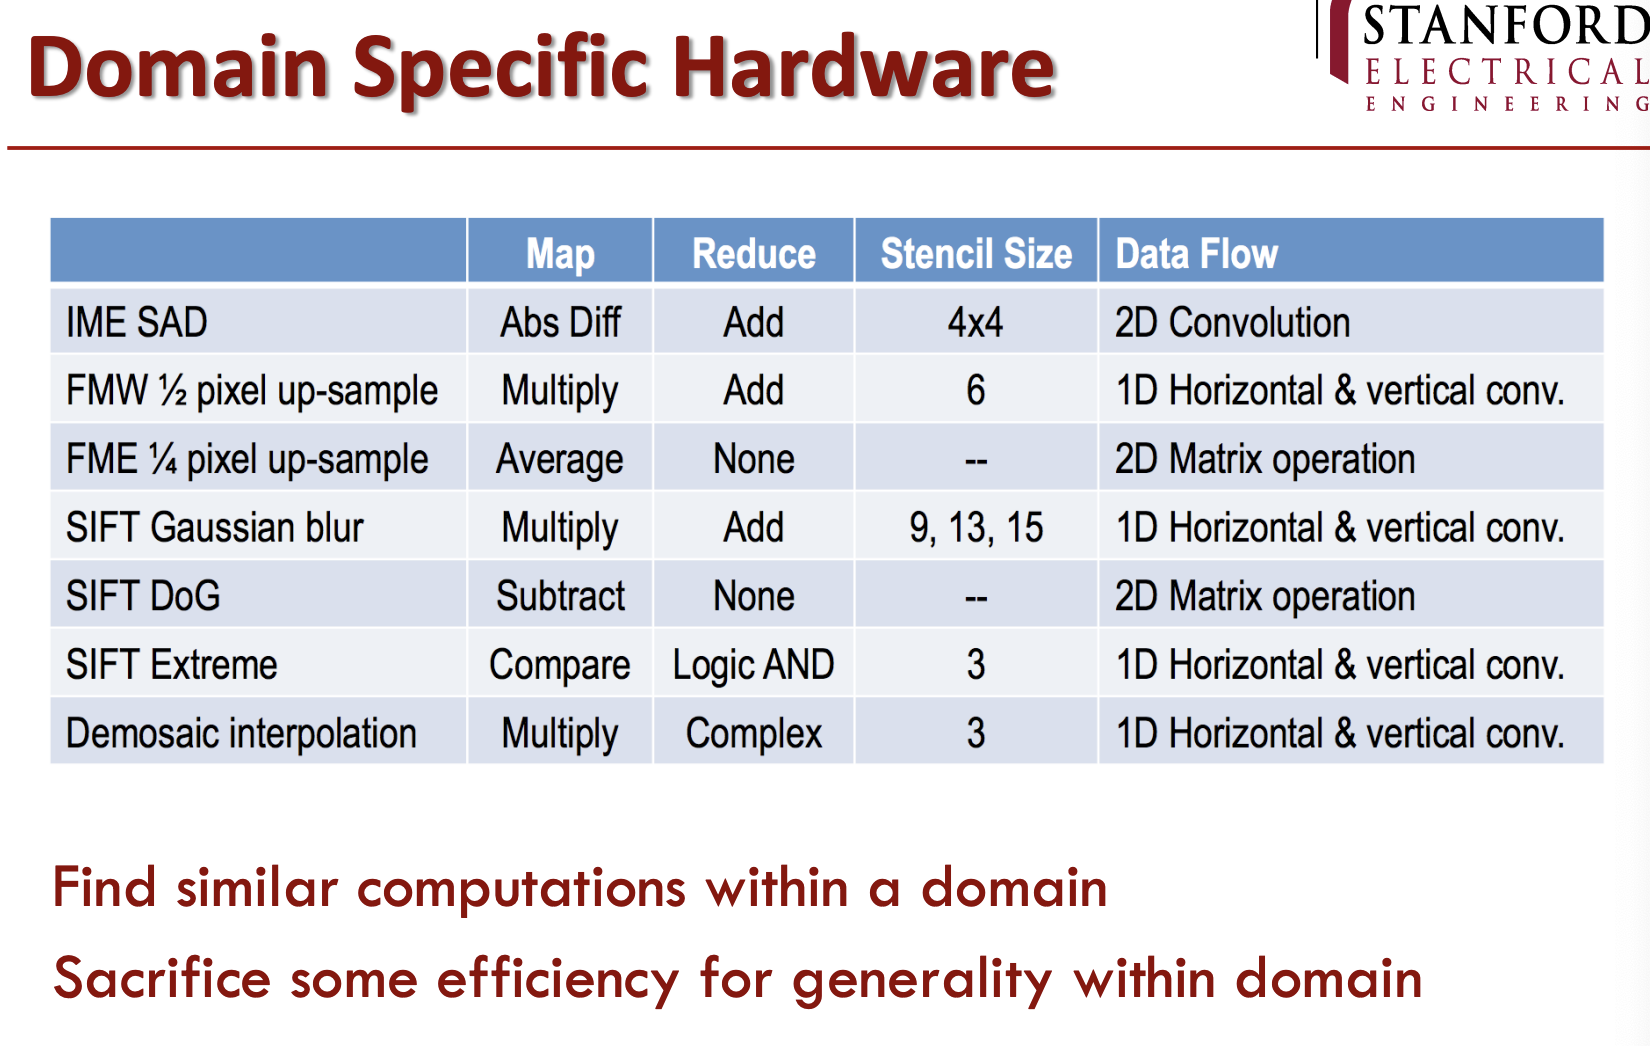 Domain Specific Hardware
STANFORD
ELECTRICAL
ENGINEERING
Map Reduce Stencil Size Data Flow
IME SAD Abs Diff Add 4x4 2D Convolution
FMW ½ pixel up-sample Multiply Add 6 1D Horizontal & vertical conv.
FME ¼ pixel up-sample Average None -- 2D Matrix operation
SIFT Gaussian blur Multiply Add 9, 13, 15 1D Horizontal & vertical conv.
SIFT DoG Subtract None -- 2D Matrix operation
SIFT Extreme Compare Logic AND 3 1D Horizontal & vertical conv.
Demosaic interpolation Multiply Complex 3 1D Horizontal & vertical conv.
Find similar computations within a domain
Sacrifice some efficiency for generality within domain